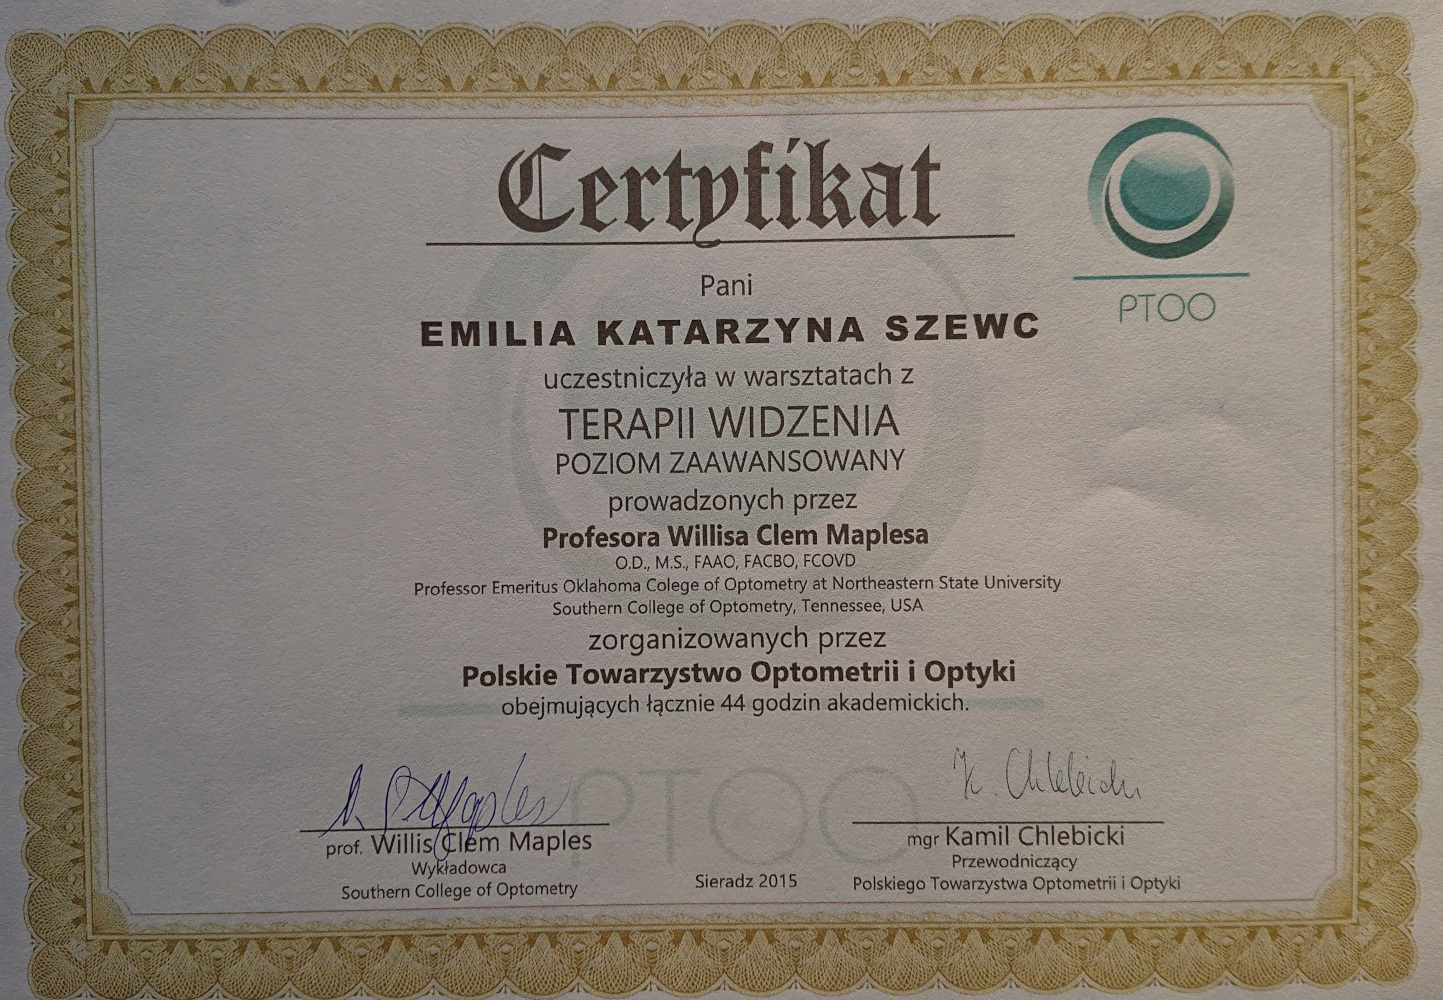 Certyfikat
PTOO
Pani
EMILIA KATARZYNA SZEWC
uczestniczyła w warsztatach z
TERAPII WIDZENIA
POZIOM ZAAWANSOWANY
prowadzonych przez
Profesora Willisa Clem Maplesa
O.D., M.S., FAAO, FACBO, FCOVD
Professor Emeritus Oklahoma Colege of Optometry at Northeastern State University
Southern College of Optometry, Tennessee, USA
zorganizowanych przez
Polskie Towarzystwo Optometrii i Optyki
obejmujących łącznie 44 godzin akademickich.
PTOO
K. Chlebicki
prof. Willis Clem Maples
Wykładowca
Southern College of Optometry
Sieradz 2015
mgr Kamil Chlebicki
Przewodniczący
Polskiego Towarzystwa Optometrii i Optyki